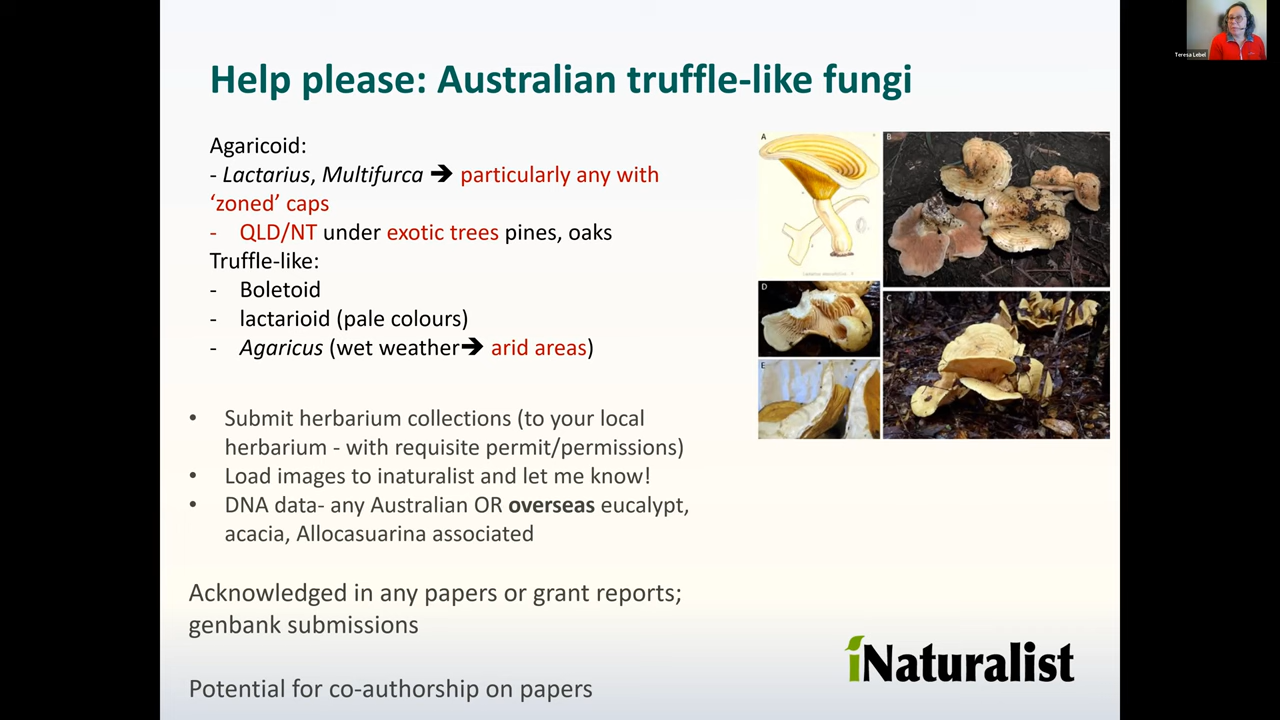 Help please: Australian truffle-like fungi
Teresa Lebel
Agaricoid:
- Lactarius, Multifurca ➔ particularly any with
‘zoned’ caps
- QLD/NT under exotic trees pines, oaks
Truffle-like:
- Boletoid
- lactarioid (pale colours)
- Agaricus (wet weather➔ arid areas)
A
B
D
C
E
• Submit herbarium collections (to your local
herbarium - with requisite permit/permissions)
• Load images to inaturalist and let me know!
• DNA data- any Australian OR overseas eucalypt,
acacia, Allocasuarina associated
Acknowledged in any papers or grant reports;
genbank submissions
Potential for co-authorship on papers
iNaturalist